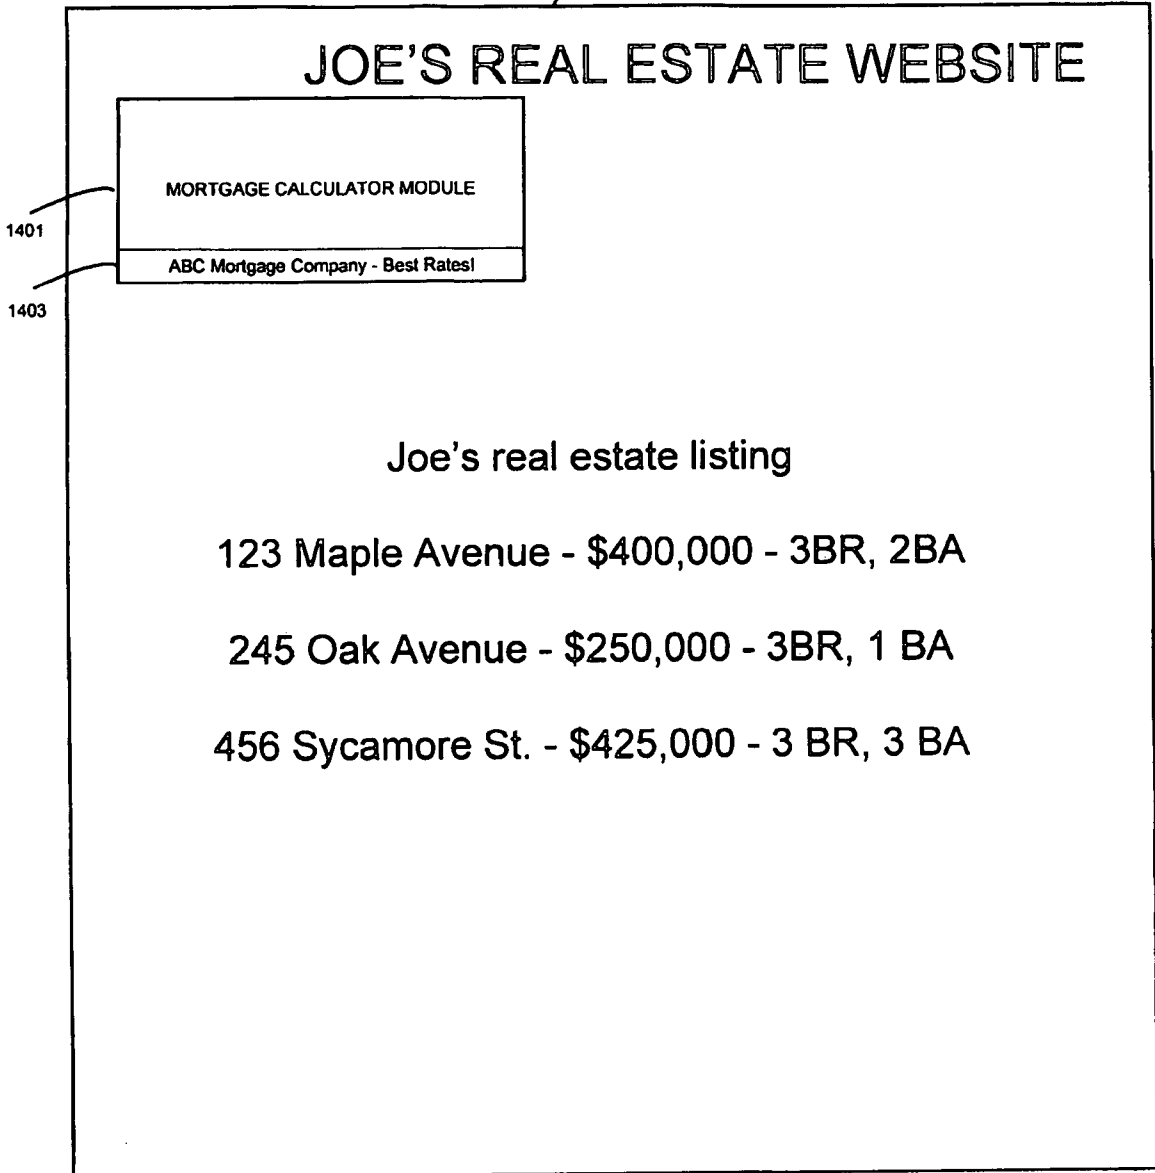 JOE'S REAL ESTATE WEBSITE
MORTGAGE CALCULATOR MODULE
1401
ABC Mortgage Company - Best Rates!
1403
Joe's real estate listing
123 Maple Avenue - $400,000 - 3BR, 2BA
245 Oak Avenue - $250,000 - 3BR, 1 BA
456 Sycamore St. - $425,000 - 3 BR, 3 BA